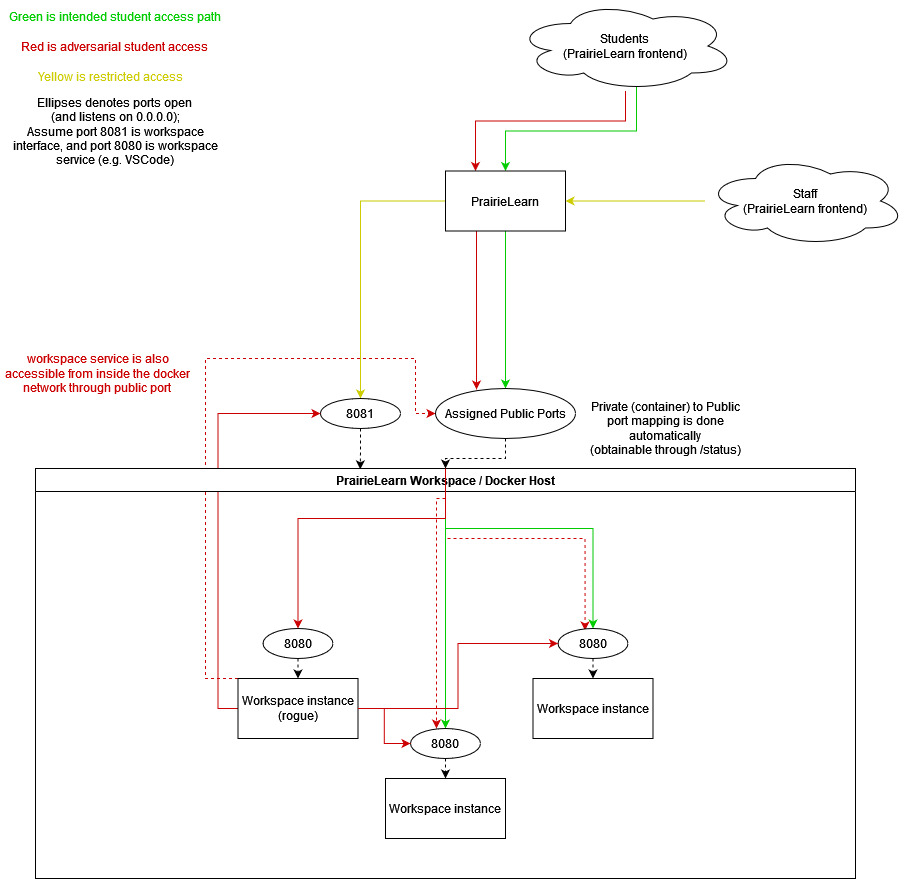 Green is intended student access path
Red is adversarial student access
Yellow is restricted access
Ellipses denotes ports open
(and listens on 0.0.0.0);
Assume port 8081 is workspace
interface, and port 8080 is workspace
service (e.g. VSCode)
Students
(PrairieLearn frontend)
PrairieLearn
Staff
(PrairieLearn frontend)
workspace service is also
accessible from inside the docker
network through public port
8081
Assigned Public Ports
Private (container) to Public
port mapping is done
automatically
(obtainable through /status)
PrairieLearn Workspace / Docker Host
8080
8080
Workspace instance
(rogue)
Workspace instance
8080
Workspace instance